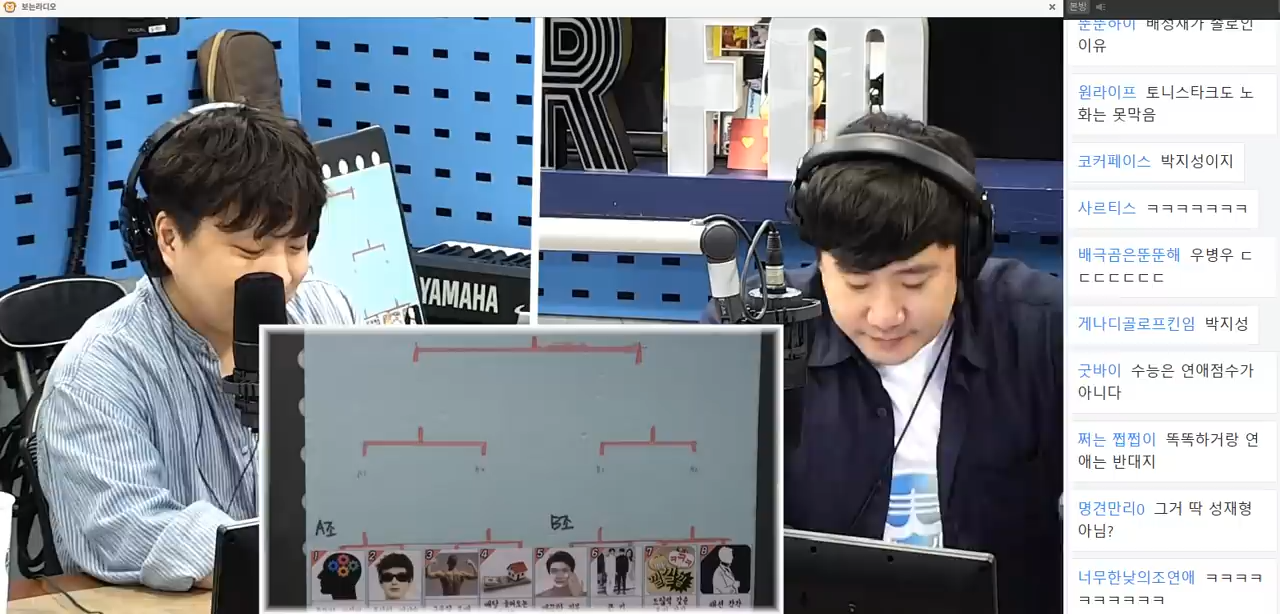 보는라디오
본방
YAMAHA
A조
B조
1
2
3
4
5
6
7
8
뚠뚠하이 배성재가 솔로인
이유
원라이프 토니스타크도 노
화는 못막음
코커페이스 박지성이지
사르티스 ㅋㅋㅋㅋㅋㅋㅋ
배극곰은뚠뚠해 우병우 ㄷ
ㄷㄷㄷㄷㄷㄷ
게나디골로프킨임 박지성
굿바이 수능은 연애점수가
아니다
쩌는 쩝쩝이 똑똑하거랑 연
애는 반대지
명견만리0 그거 딱 성재형
아님?
너무한낮의조연애 ㅋㅋㅋㅋ
ㅋㅋㅋㅋㅋㅋ